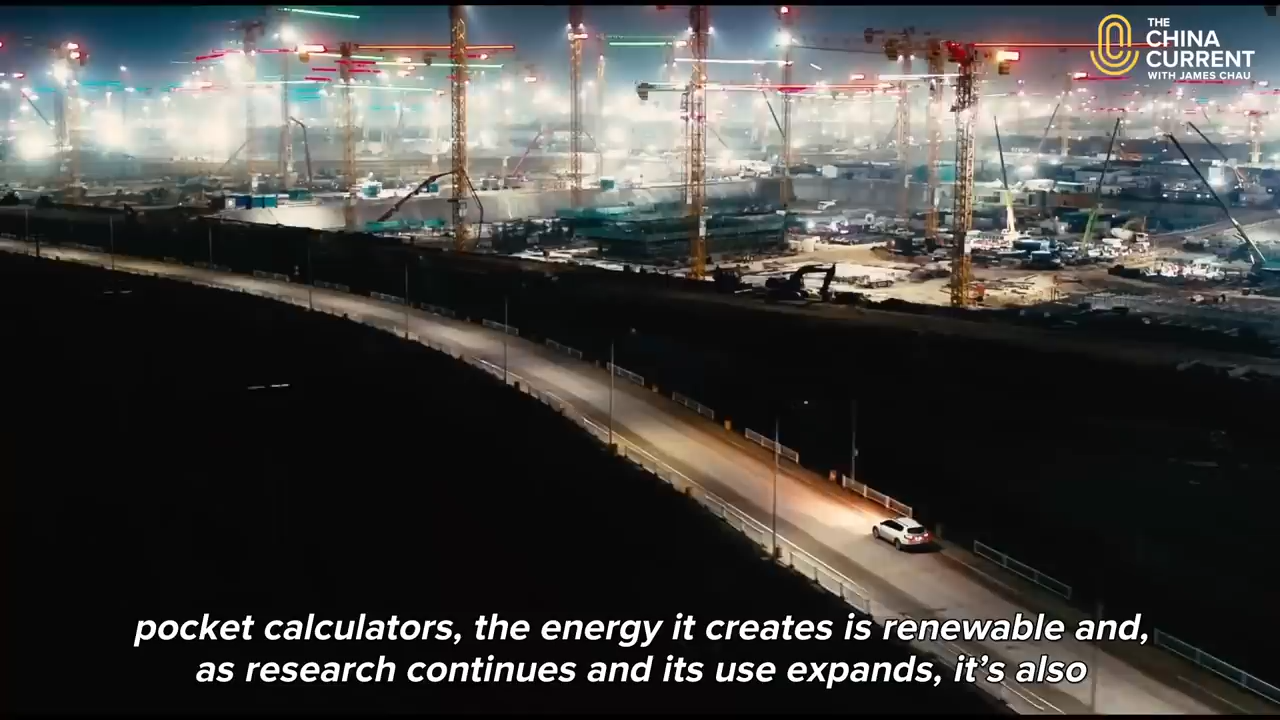 THE
CHINA
CURRENT
WITH JAMES CHAU
pocket calculators, the energy it creates is renewable and,
as research continues and its use expands, it's also